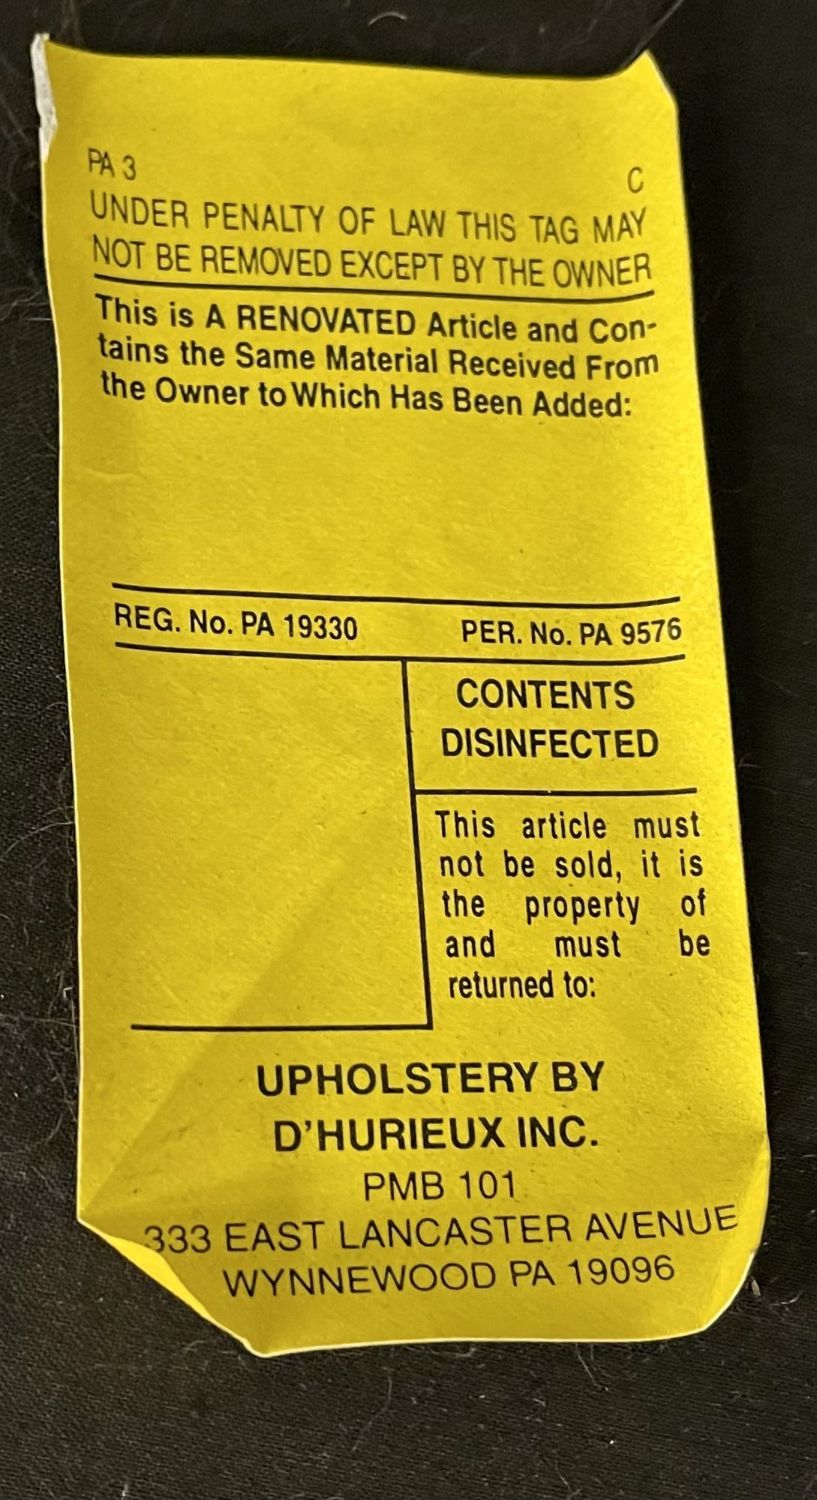 PA 3 C
UNDER PENALTY OF LAW THIS TAG MAY
NOT BE REMOVED EXCEPT BY THE OWNER
This is A RENOVATED Article and Con-
tains the Same Material Received From
the Owner to Which Has Been Added:
REG. No. PA 19330 PER. No. PA 9576
CONTENTS
DISINFECTED
This article must
not be sold, it is
the property of
and must be
returned to:
UPHOLSTERY BY
D'HURIEUX INC.
PMB 101
333 EAST LANCASTER AVENUE
WYNNEWOOD PA 19096